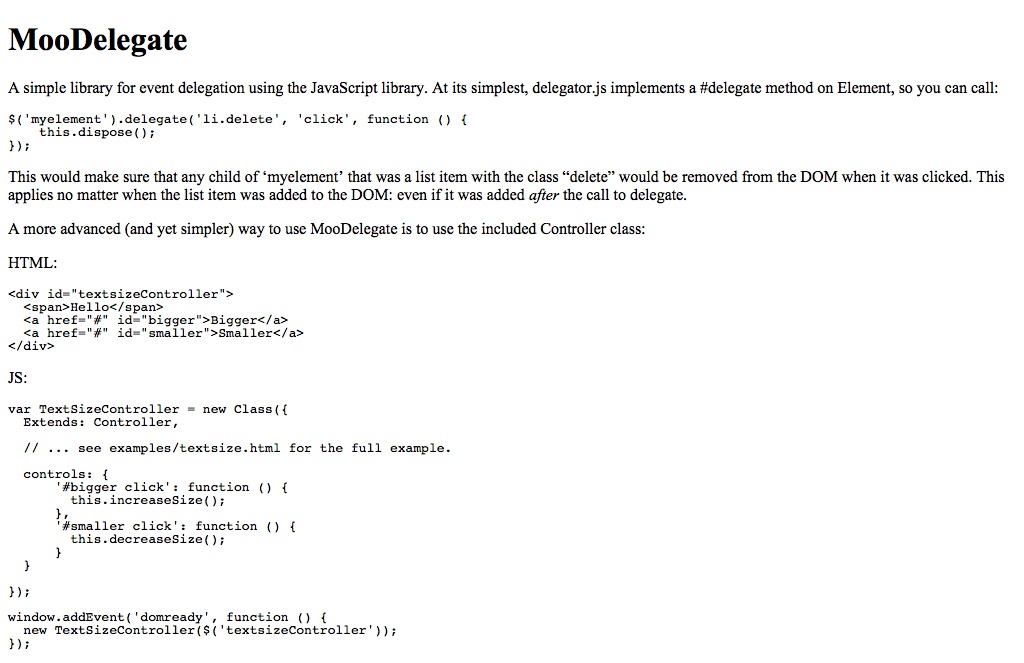 MooDelegate
A simple library for event delegation using the JavaScript library. At its simplest, delegator.js implements a #delegate method on Element, so you can call:
$('myelement').delegate('li.delete', 'click', function () {
    this.dispose();
});
This would make sure that any child of ‘myelement’ that was a list item with the class “delete” would be removed from the DOM when it was clicked. This
applies no matter when the list item was added to the DOM: even if it was added after the call to delegate.
A more advanced (and yet simpler) way to use MooDelegate is to use the included Controller class:
HTML:
<div id="textsizeController">
  <span>Hello</span>
  <a href="#" id="bigger">Bigger</a>
  <a href="#" id="smaller">Smaller</a>
</div>
JS:
var TextSizeController = new Class({
  Extends: Controller,
  // ... see examples/textsize.html for the full example.
  controls: {
      '#bigger click': function () {
        this.increaseSize();
      },
      '#smaller click': function () {
        this.decreaseSize();
      }
  }
});
window.addEvent('domready', function () {
  new TextSizeController($('textsizeController'));
});